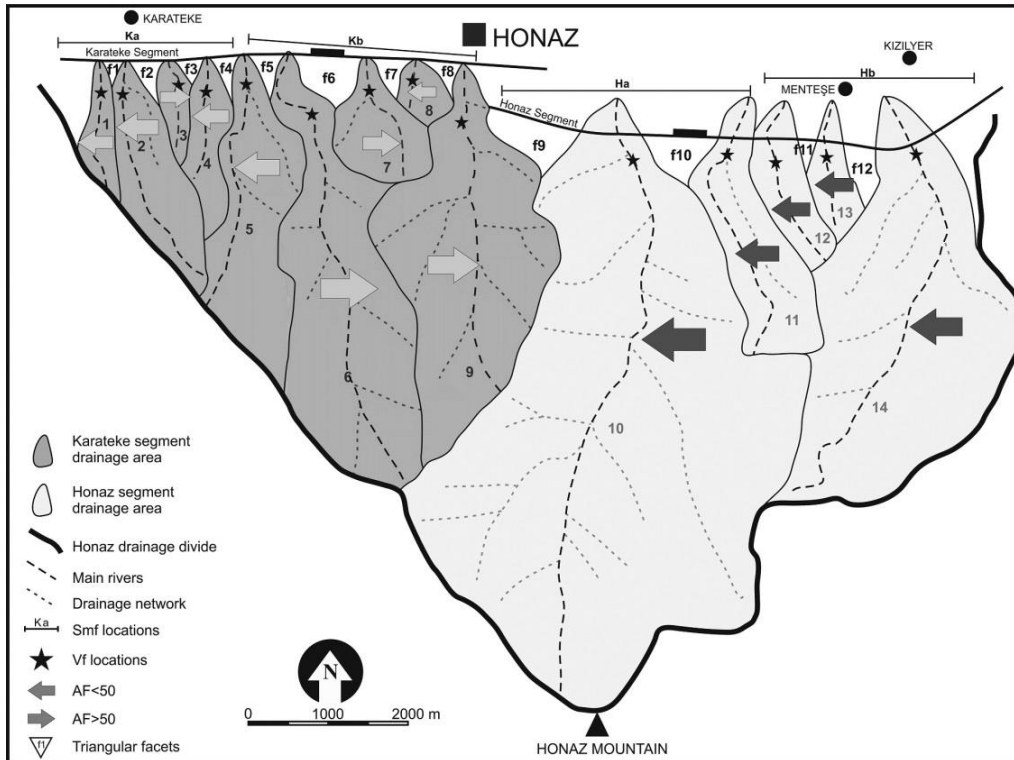 KARATEKE
Ka
Karateke Segment
Kb
HONAZ
KIZILYER
Hb
MENTEŞE
Ha
Honaz Segment
f1
f2
f3
f4
f5
f6
f7
f8
f9
f10
f11
f12
1
2
3
4
5
6
7
8
9
10
11
12
13
14
Karateke segment
drainage area
Honaz segment
drainage area
Honaz drainage divide
Main rivers
Drainage network
Ka
Smf locations
Vf locations
AF<50
AF>50
f1
Triangular facets
N
0 1000 2000 m
HONAZ MOUNTAIN